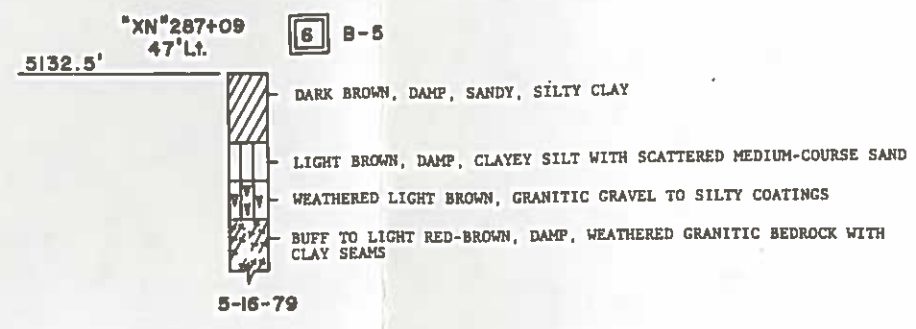 "XN"287+09
47'Lt.
6 B-5
5132.5'
DARK BROWN, DAMP, SANDY, SILTY CLAY
LIGHT BROWN, DAMP, CLAYEY SILT WITH SCATTERED MEDIUM-COURSE SAND
WEATHERED LIGHT BROWN, GRANITIC GRAVEL TO SILTY COATINGS
BUFF TO LIGHT RED-BROWN, DAMP, WEATHERED GRANITIC BEDROCK WITH
CLAY SEAMS
5-16-79